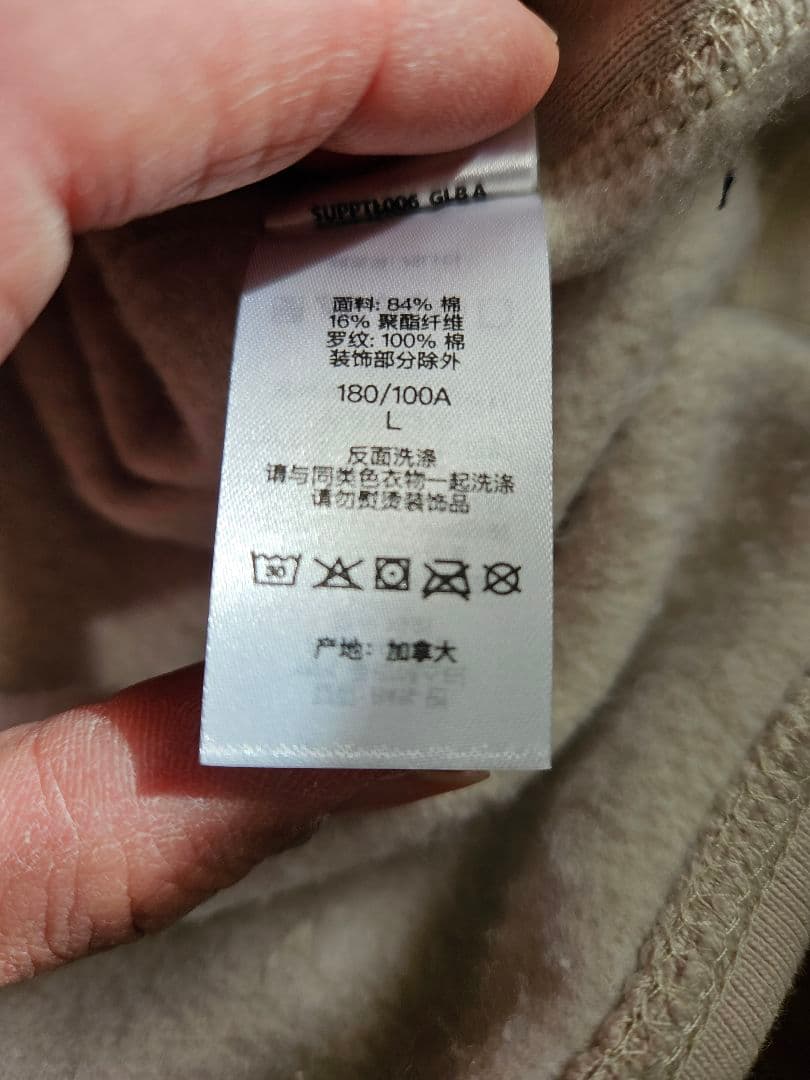 面料: 84% 棉
16% 聚酯纤维
罗纹: 100% 棉
装饰部分除外
180/100A
L
反面洗涤
请与同类色衣物一起洗涤
请勿熨烫装饰品
30
产地: 加拿大